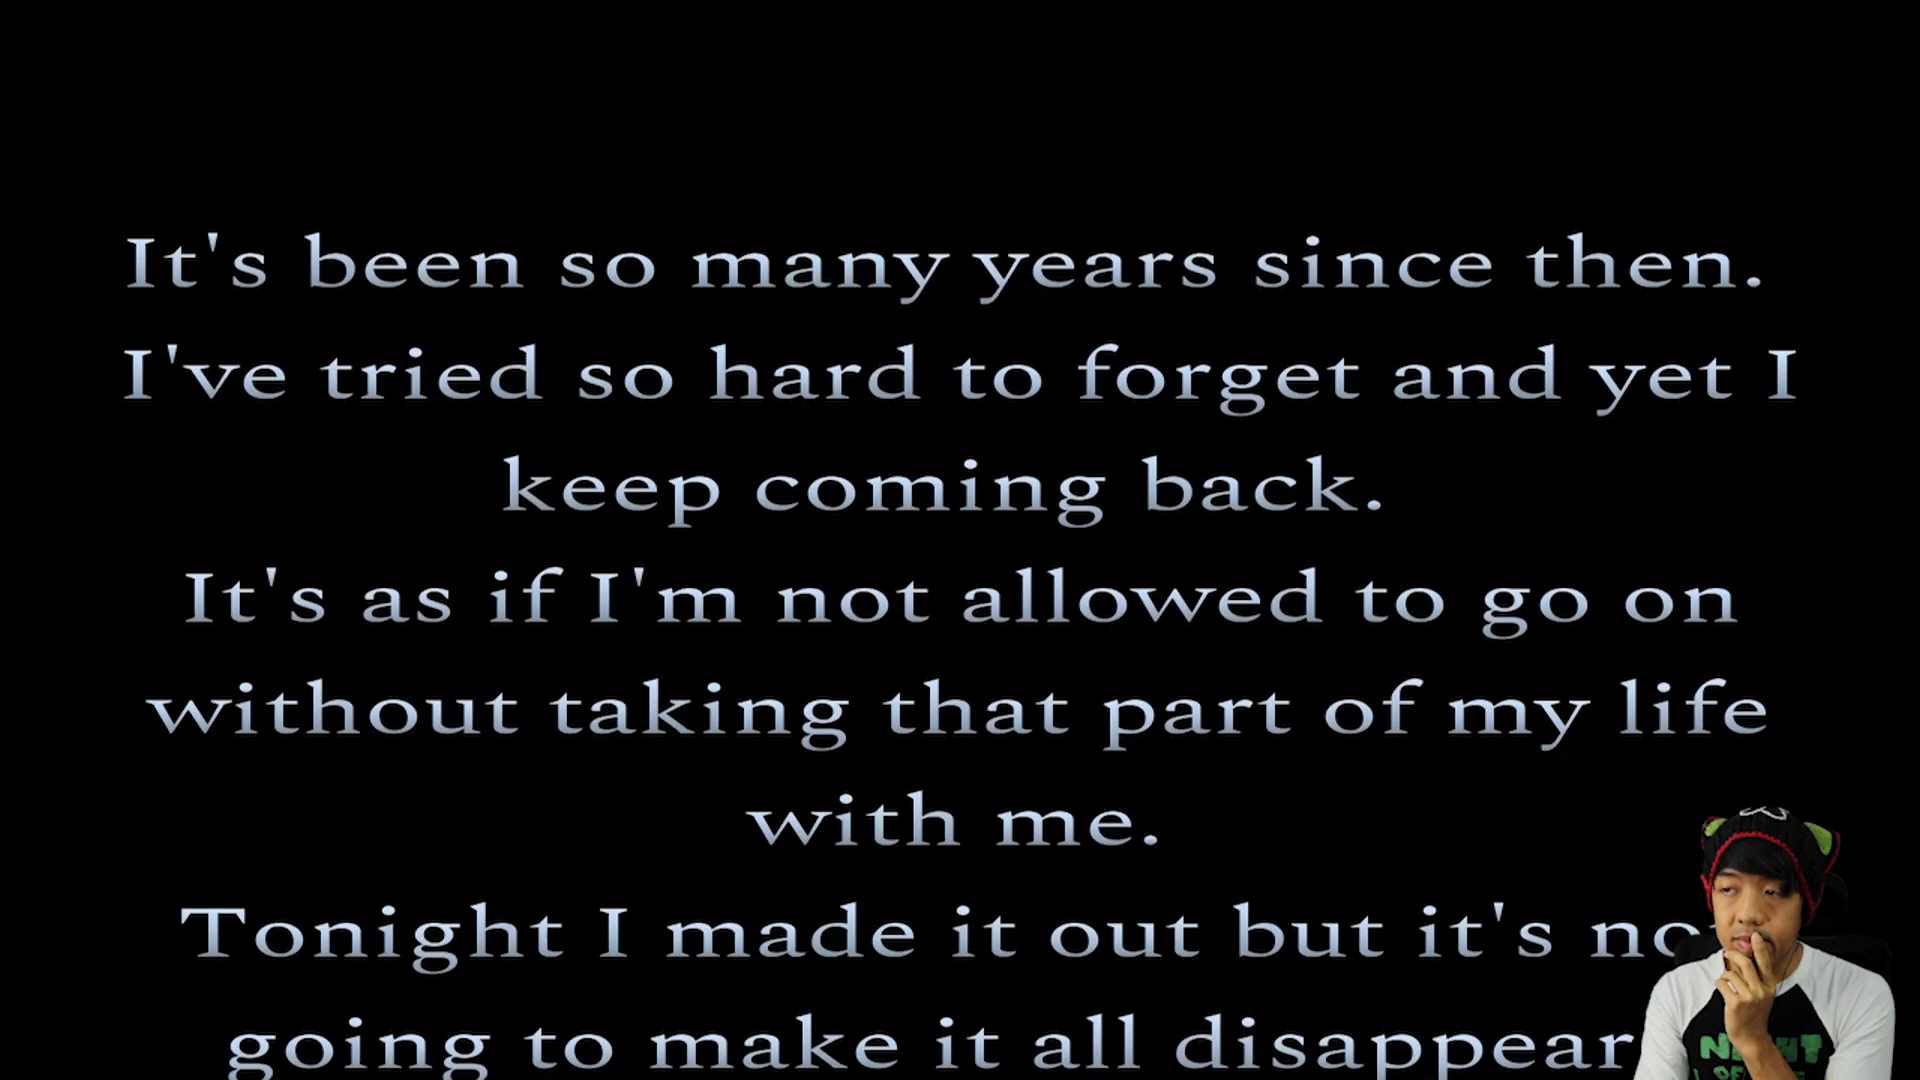 It's been so many years since then.
I've tried so hard to forget and yet I
keep coming back.
It's as if I'm not allowed to go on
without taking that part of my life
with me.
Tonight I made it out but it's
going to make it all disappear